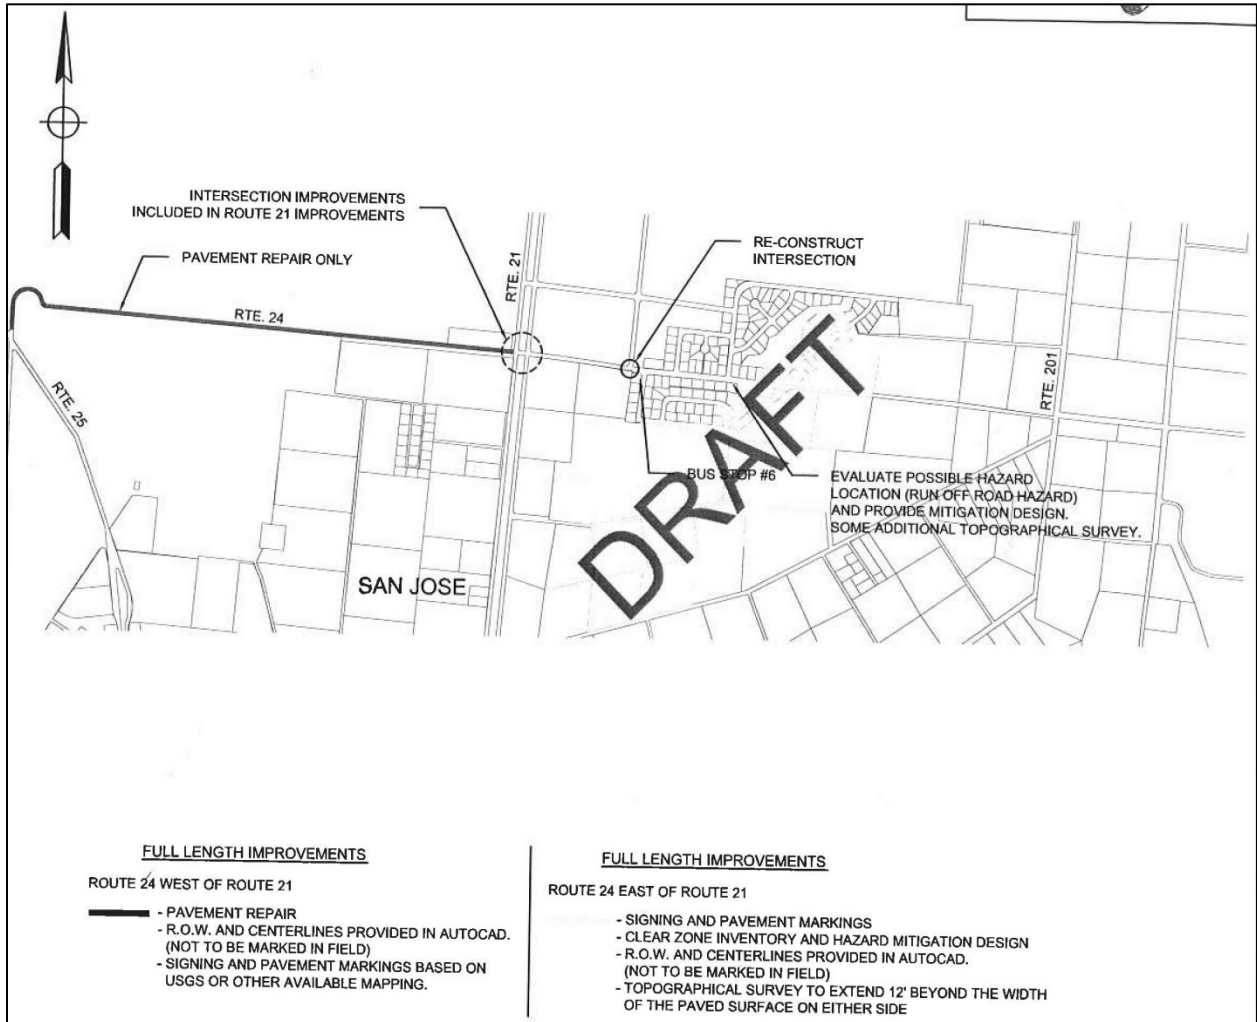 INTERSECTION IMPROVEMENTS
INCLUDED IN ROUTE 21 IMPROVEMENTS
PAVEMENT REPAIR ONLY
RTE. 24
RTE. 21
RE-CONSTRUCT
INTERSECTION
RTE. 25
RTE. 201
DRAFT
BUS STOP #6
EVALUATE POSSIBLE HAZARD
LOCATION (RUN OFF ROAD HAZARD)
AND PROVIDE MITIGATION DESIGN.
SOME ADDITIONAL TOPOGRAPHICAL SURVEY.
SAN JOSE
FULL LENGTH IMPROVEMENTS
ROUTE 24 WEST OF ROUTE 21
- PAVEMENT REPAIR
- R.O.W. AND CENTERLINES PROVIDED IN AUTOCAD.
(NOT TO BE MARKED IN FIELD)
- SIGNING AND PAVEMENT MARKINGS BASED ON
USGS OR OTHER AVAILABLE MAPPING.
FULL LENGTH IMPROVEMENTS
ROUTE 24 EAST OF ROUTE 21
- SIGNING AND PAVEMENT MARKINGS
- CLEAR ZONE INVENTORY AND HAZARD MITIGATION DESIGN
- R.O.W. AND CENTERLINES PROVIDED IN AUTOCAD.
(NOT TO BE MARKED IN FIELD)
- TOPOGRAPHICAL SURVEY TO EXTEND 12' BEYOND THE WIDTH
OF THE PAVED SURFACE ON EITHER SIDE